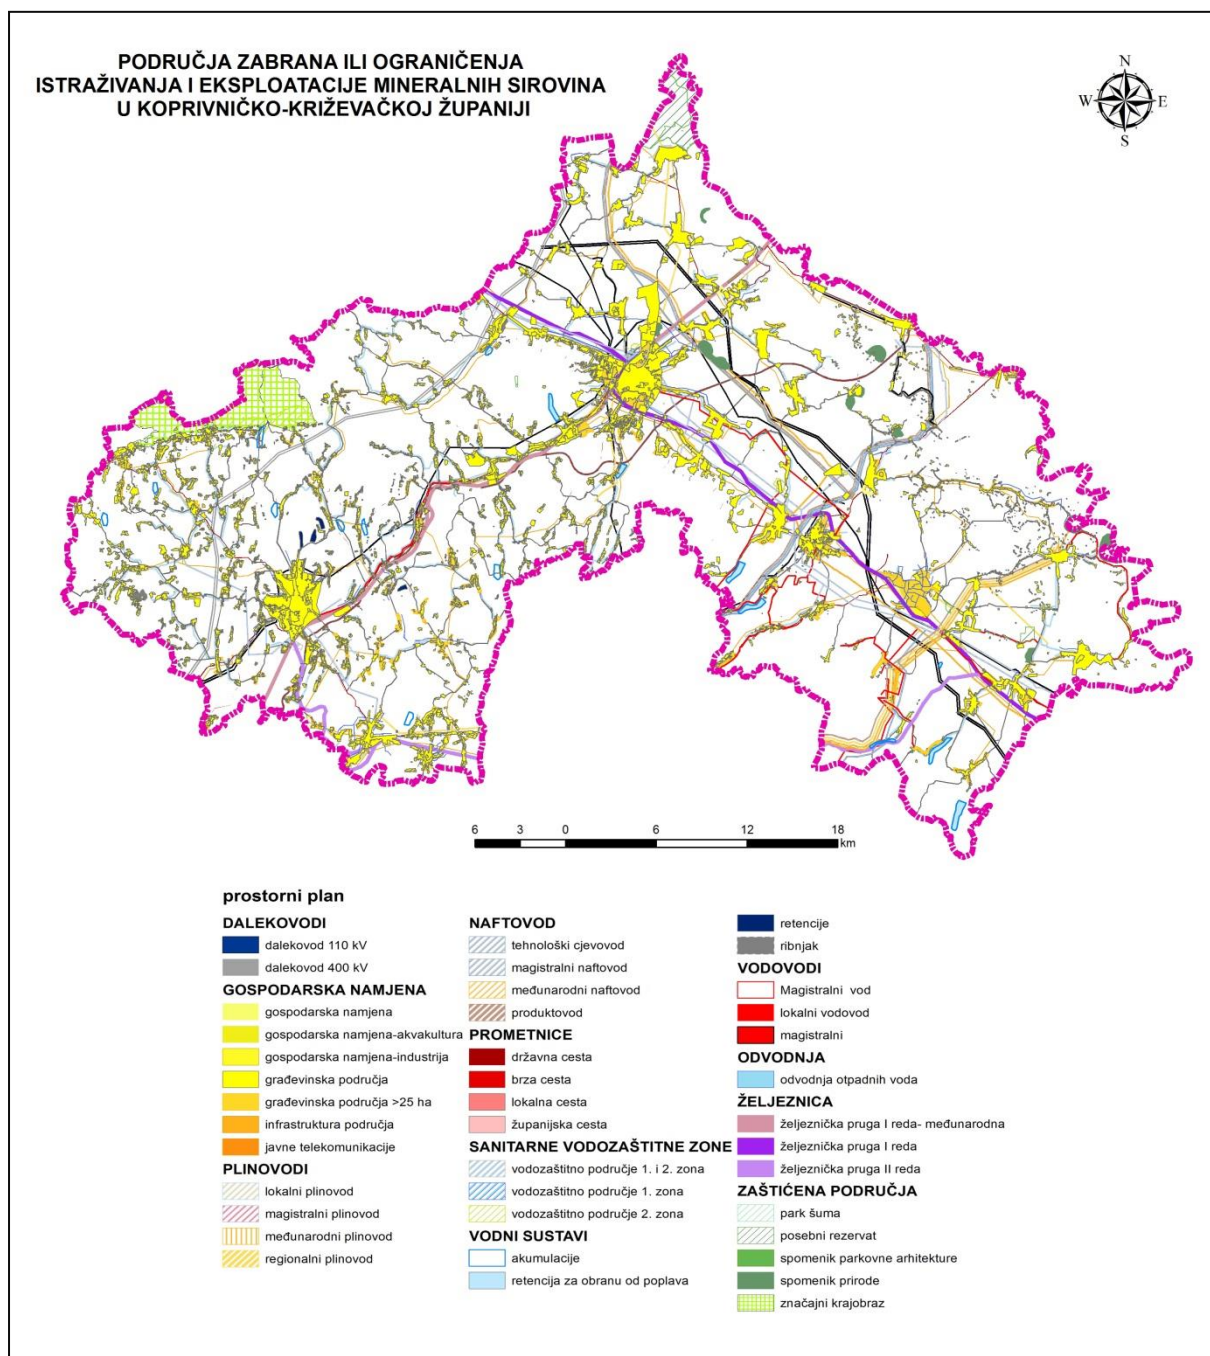 PODRUČJA ZABRANA ILI OGRANIČENJA
ISTRAŽIVANJA I EKSPLOATACIJE MINERALNIH SIROVINA
U KOPRIVNIČKO-KRIŽEVAČKOJ ŽUPANIJI
N
W E
S
6 3 0 6 12 18
km
prostorni plan
DALEKOVODI
dalekovod 110 kV
dalekovod 400 kV
GOSPODARSKA NAMJENA
gospodarska namjena
gospodarska namjena-akvakultura
gospodarska namjena-industrija
građevinska područja
građevinska područja >25 ha
infrastruktura područja
javne telekomunikacije
PLINOVODI
lokalni plinovod
magistralni plinovod
međunarodni plinovod
regionalni plinovod
NAFTOVOD
tehnološki cjevovod
magistralni naftovod
međunarodni naftovod
produktovod
PROMETNICE
državna cesta
brza cesta
lokalna cesta
županijska cesta
SANITARNE VODOZAŠTITNE ZONE
vodozaštitno područje 1. i 2. zona
vodozaštitno područje 1. zona
vodozaštitno područje 2. zona
VODNI SUSTAVI
akumulacije
retencija za obranu od poplava
retencije
ribnjak
VODOVODI
Magistralni vod
lokalni vodovod
magistralni
ODVODNJA
odvodnja otpadnih voda
ŽELJEZNICA
željeznička pruga I reda- međunarodna
željeznička pruga I reda
željeznička pruga II reda
ZAŠTIĆENA PODRUČJA
park šuma
posebni rezervat
spomenik parkovne arhitekture
spomenik prirode
značajni krajobraz